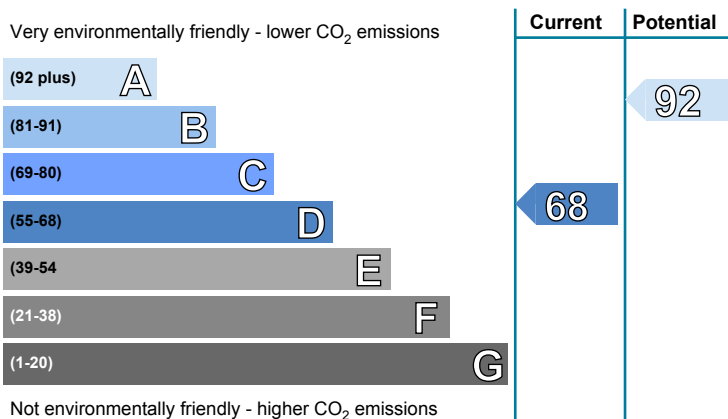 Current Potential
Very environmentally friendly - lower CO2 emissions
(92 plus) A
92
(81-91) B
(69-80) C
68
(55-68) D
(39-54 E
(21-38) F
(1-20) G
Not environmentally friendly - higher CO2 emissions